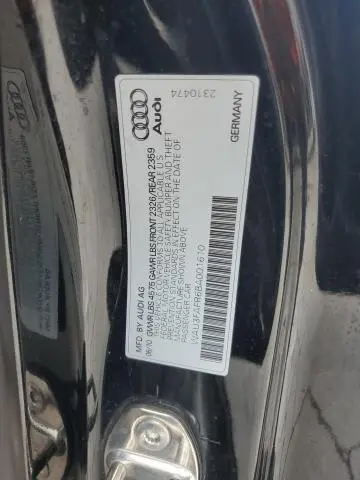 MFD. BY AUDI AG
06/10 GVWR LBS 4575 GAWR LBS FRONT 2326/REAR 2359
THIS VEHICLE CONFORMS TO ALL APPLICABLE U.S.
FEDERAL MOTOR VEHICLE SAFETY BUMPER AND THEFT
STANDARDS IN EFFECT ON THE DATE OF
MANUFACTURE SHOWN ABOVE.
PASSENGER CAR
WAU3FAFR6BA001610
Audi
2310474
GERMANY